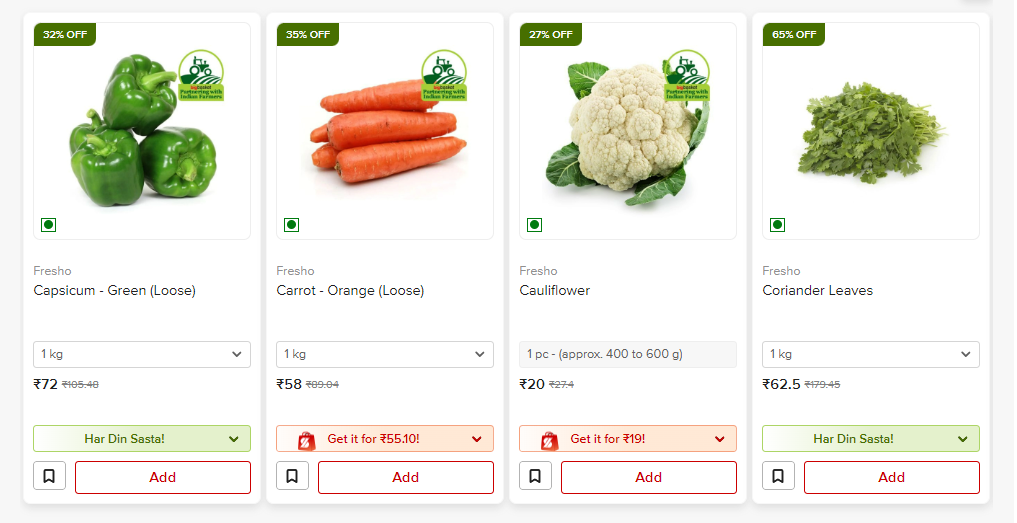 32% OFF
bigbasket
Partnering with
Indian Farmers
Fresho
Capsicum - Green (Loose)
1 kg
₹72 ₹105.48
Har Din Sasta!
Add
35% OFF
bigbasket
Partnering with
Indian Farmers
Fresho
Carrot - Orange (Loose)
1 kg
₹58 ₹89.04
Get it for ₹55.10!
Add
27% OFF
bigbasket
Partnering with
Indian Farmers
Fresho
Cauliflower
1 pc - (approx. 400 to 600 g)
₹20 ₹27.4
Get it for ₹19!
Add
65% OFF
Fresho
Coriander Leaves
1 kg
₹62.5 ₹179.45
Har Din Sasta!
Add